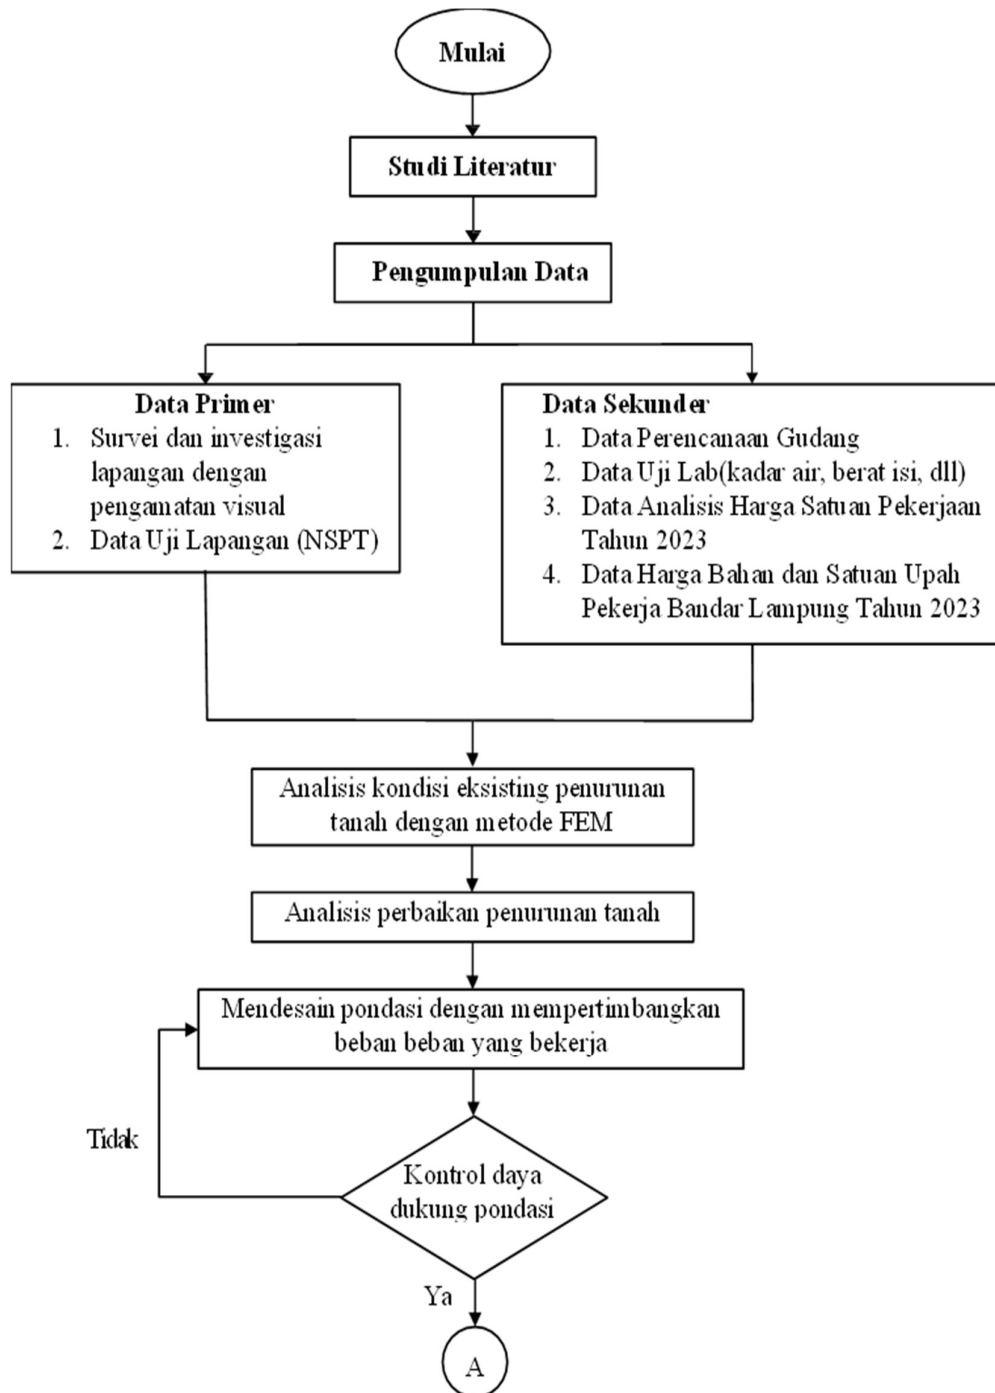 Mulai
Studi Literatur
Pengumpulan Data
Data Primer
1. Survei dan investigasi
lapangan dengan
pengamatan visual
2. Data Uji Lapangan (NSPT)
Data Sekunder
1. Data Perencanaan Gudang
2. Data Uji Lab(kadar air, berat isi, dll)
3. Data Analisis Harga Satuan Pekerjaan
Tahun 2023
4. Data Harga Bahan dan Satuan Upah
Pekerja Bandar Lampung Tahun 2023
Analisis kondisi eksisting penurunan
tanah dengan metode FEM
Analisis perbaikan penurunan tanah
Mendesain pondasi dengan mempertimbangkan
beban beban yang bekerja
Tidak
Kontrol daya
dukung pondasi
Ya
A